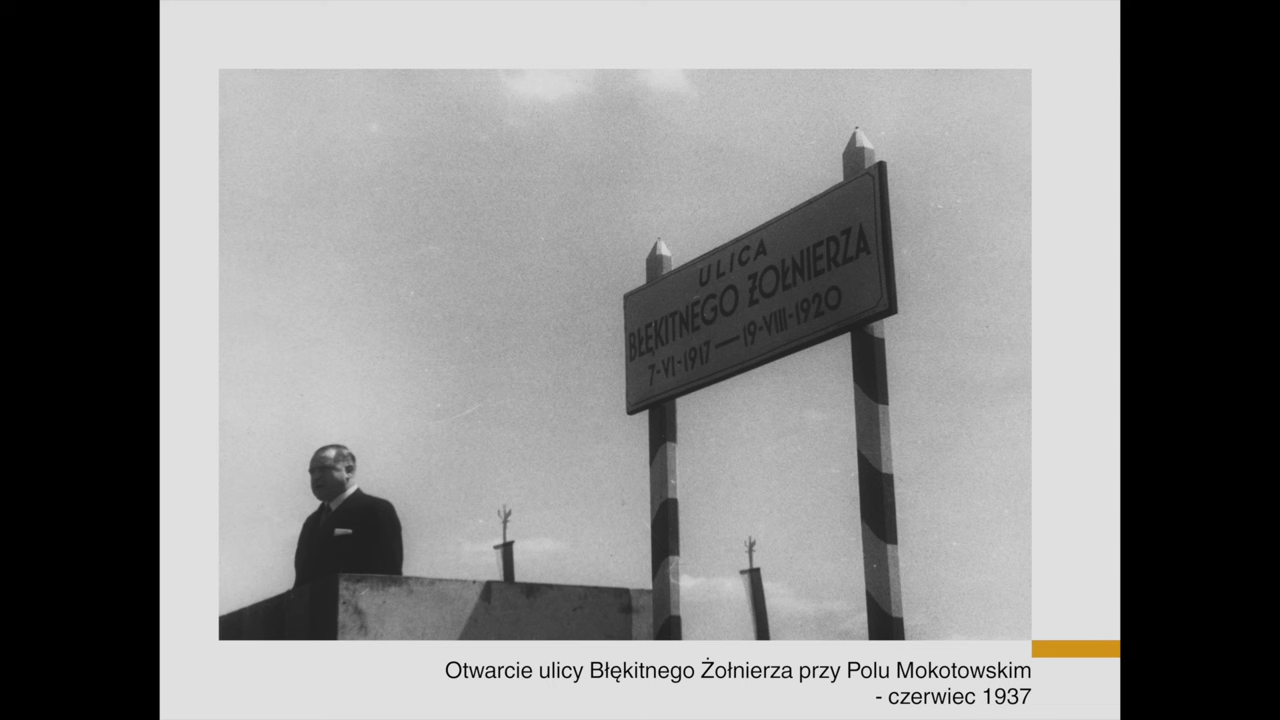 ULICA
BŁĘKITNEGO ŻOŁNIERZA
7-VI-1917 — 19-VIII-1920
Otwarcie ulicy Błękitnego Żołnierza przy Polu Mokotowskim
- czerwiec 1937